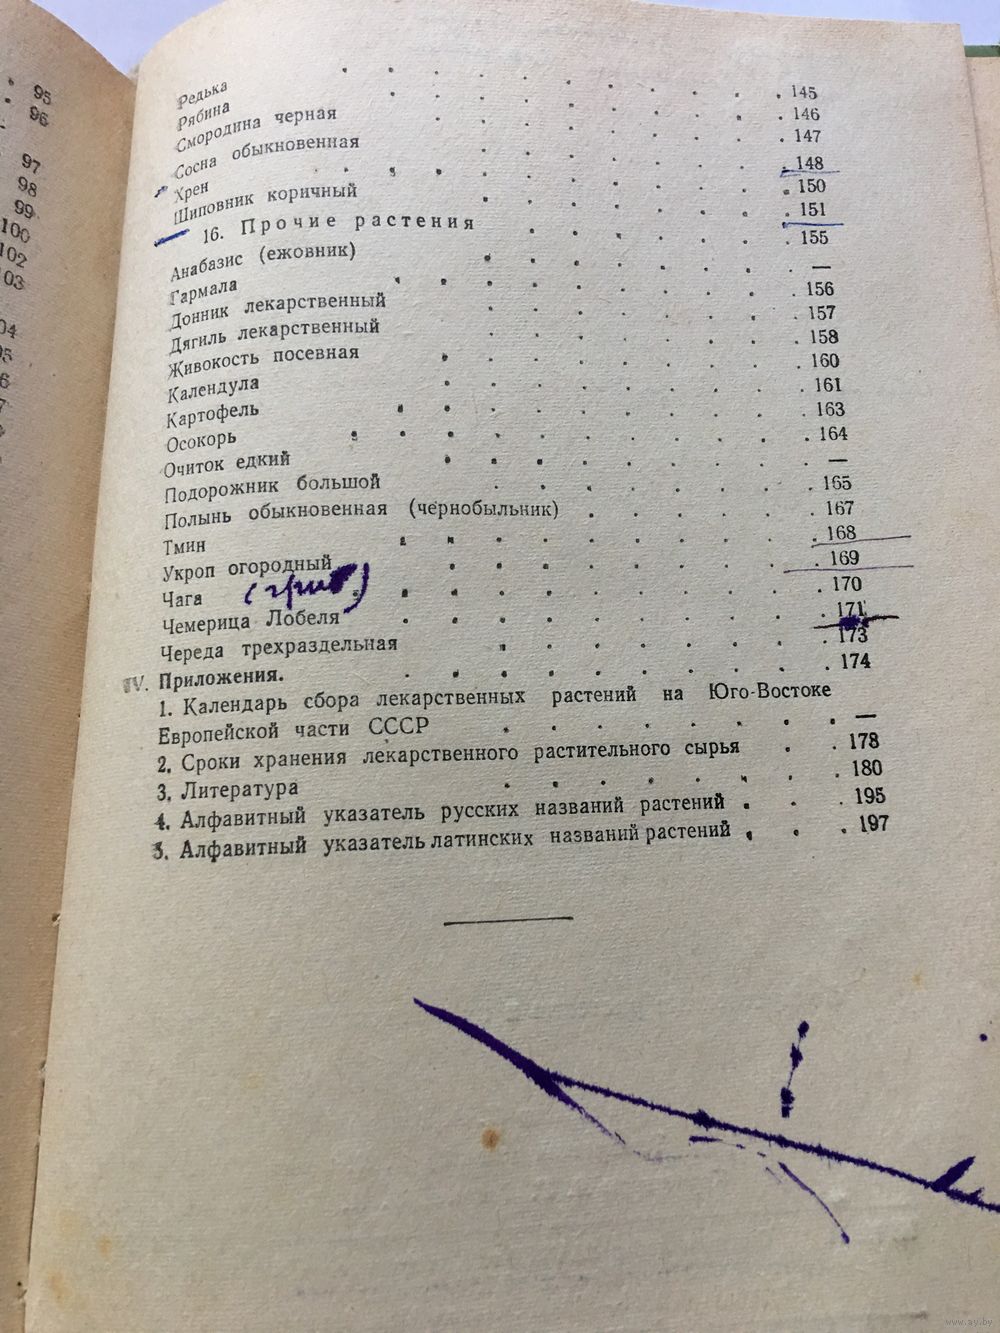 95
96
97
98
99
100
102
103
Редька . . . . . . . . . . 145
Рябина . . . . . . . . . 146
Смородина черная . . . . . . . . 147
Сосна обыкновенная . . . . . . . 148
Хрен . . . . . . . . . . 150
Шиповник коричный . . . . . . . 151
16. Прочие растения . . . . . . 155
Анабазис (ежовник) . . . . . . . —
Гармала . . . . . . . . . 156
Донник лекарственный . . . . . . . 157
Дягиль лекарственный . . . . . . . 158
Живокость посевная . . . . . . . . 160
Календула . . . . . . . . 161
Картофель . . . . . . . . . 163
Осокорь . . . . . . . . . . 164
Очиток едкий . . . . . . . . —
Подорожник большой . . . . . . . 165
Полынь обыкновенная (чернобыльник) . . . . . 167
Тмин . . . . . . . . . 168
Укроп огородный . . . . . . . . 169
Чага (гриб) . . . . . . . . . 170
Чемерица Лобеля . . . . . . . . . 171
Череда трехраздельная . . . . . . . 173
IV. Приложения. . . . . . . . . . 174
1. Календарь сбора лекарственных растений на Юго-Востоке
Европейской части СССР . . . . . . . . —
2. Сроки хранения лекарственного растительного сырья . . 178
3. Литература . . . . . . . . 180
4. Алфавитный указатель русских названий растений . . . 195
5. Алфавитный указатель латинских названий растений . . . 197
www.ay.by